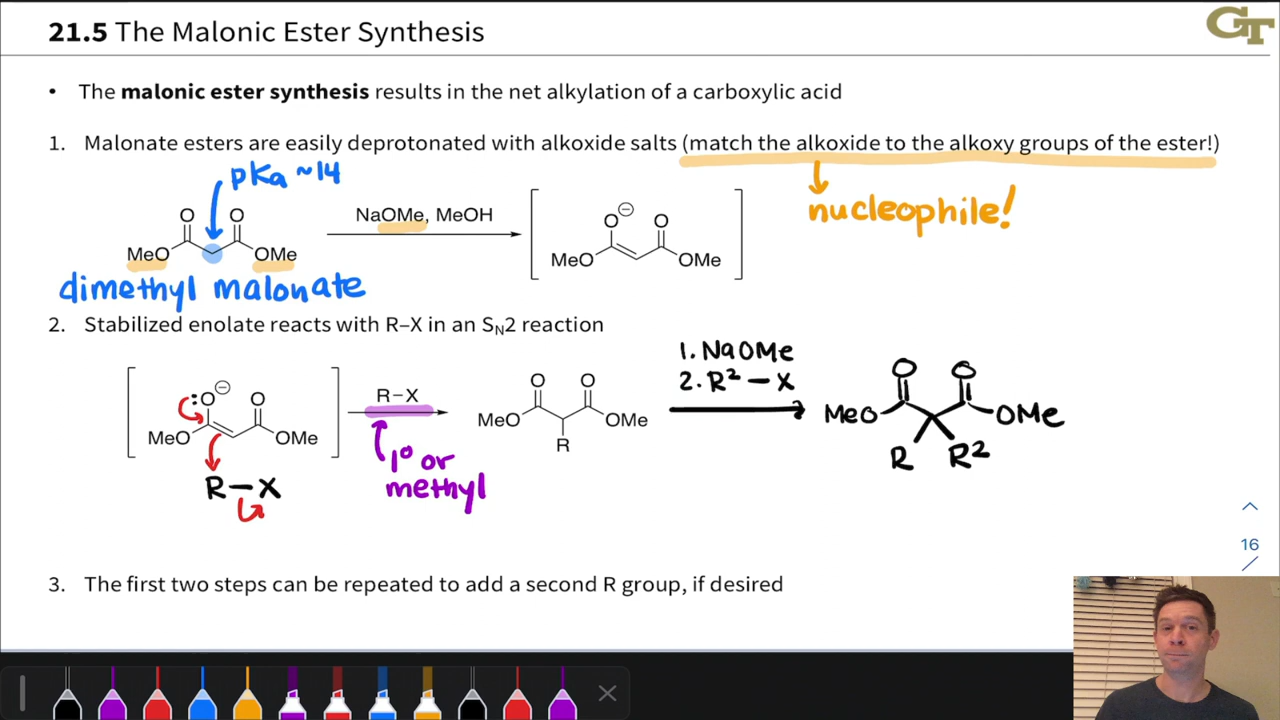 21.5 The Malonic Ester Synthesis
GT
• The malonic ester synthesis results in the net alkylation of a carboxylic acid
1. Malonate esters are easily deprotonated with alkoxide salts (match the alkoxide to the alkoxy groups of the ester!)
pKa ~14
nucleophile!
O O
MeO OMe
NaOMe, MeOH
O ⊖ O
MeO OMe
dimethyl malonate
2. Stabilized enolate reacts with R–X in an SN2 reaction
:O ⊖ O
MeO OMe
R–X
R–X
1° or
methyl
O O
MeO OMe
R
1. NaOMe
2. R² – X
O O
MeO OMe
R R²
16
3. The first two steps can be repeated to add a second R group, if desired